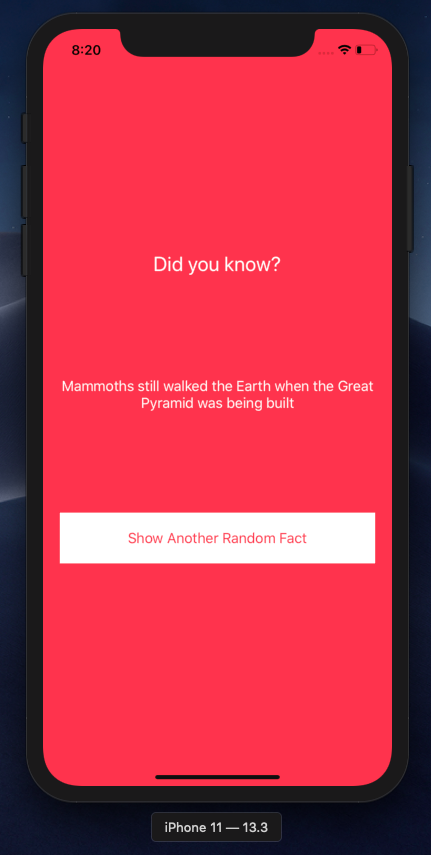 8:20
Did you know?
Mammoths still walked the Earth when the Great
Pyramid was being built
Show Another Random Fact
iPhone 11 — 13.3